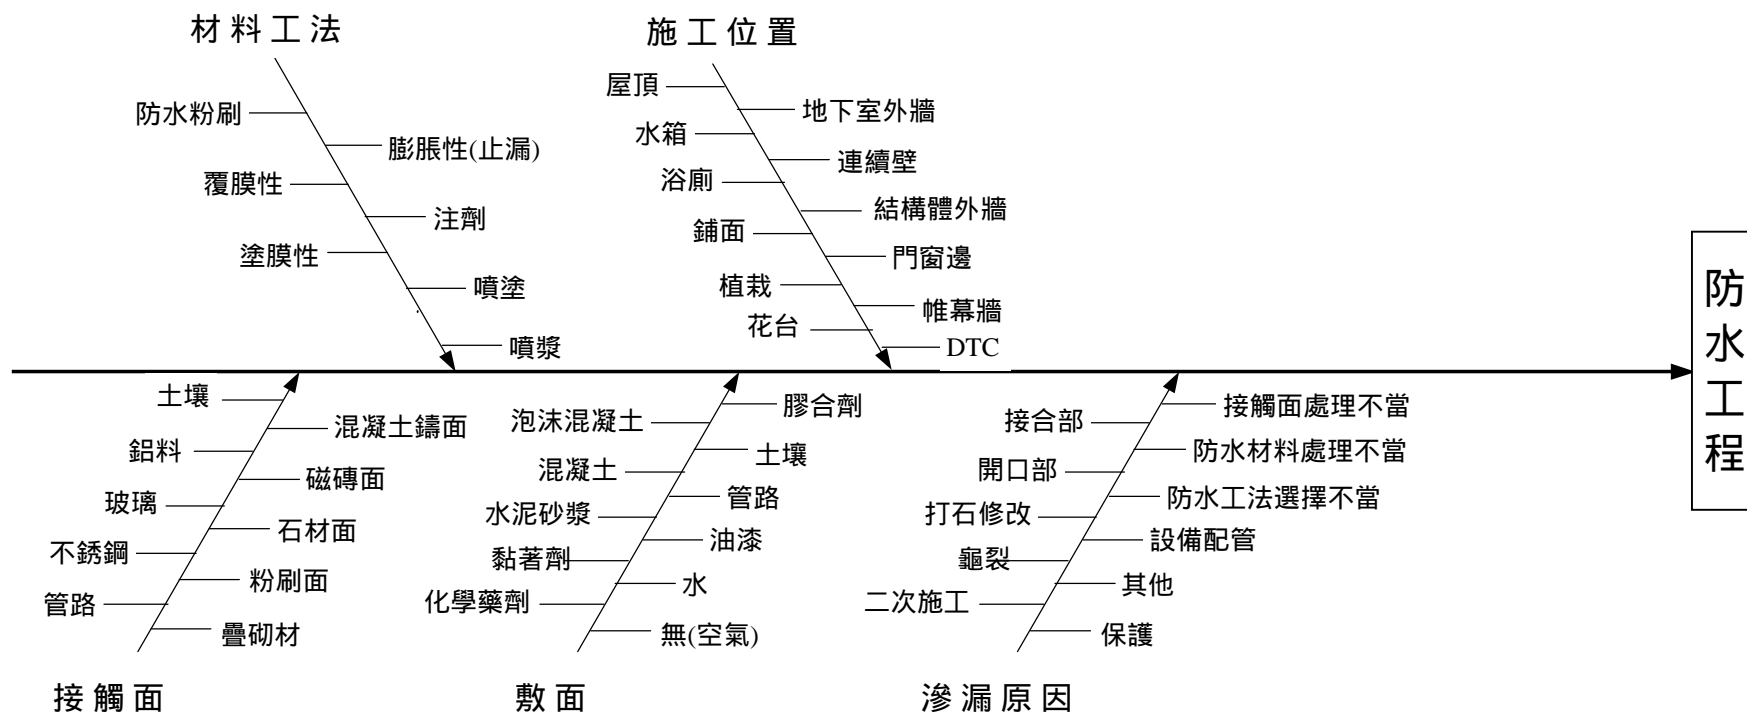 材料工法
防水粉刷
膨脹性(止漏)
覆膜性
注劑
塗膜性
噴塗
噴漿
施工位置
屋頂
地下室外牆
水箱
連續壁
浴廁
結構體外牆
鋪面
門窗邊
植栽
帷幕牆
花台
DTC
防水工程
土壤
混凝土鑄面
鋁料
磁磚面
玻璃
石材面
不銹鋼
粉刷面
管路
疊砌材
接觸面
膠合劑
泡沫混凝土
土壤
混凝土
管路
水泥砂漿
油漆
黏著劑
水
化學藥劑
無(空氣)
敷面
接觸面處理不當
接合部
防水材料處理不當
開口部
防水工法選擇不當
打石修改
設備配管
龜裂
其他
二次施工
保護
滲漏原因